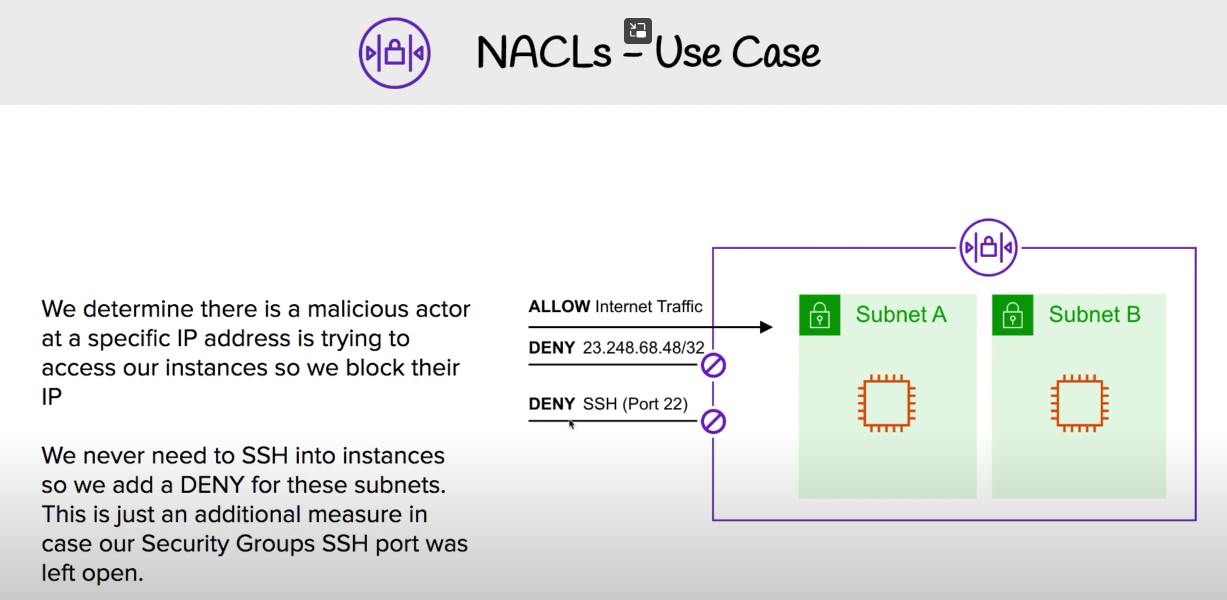 NACLs - Use Case
We determine there is a malicious actor
at a specific IP address is trying to
access our instances so we block their
IP
We never need to SSH into instances
so we add a DENY for these subnets.
This is just an additional measure in
case our Security Groups SSH port was
left open.
ALLOW Internet Traffic
DENY 23.248.68.48/32
DENY SSH (Port 22)
Subnet A
Subnet B